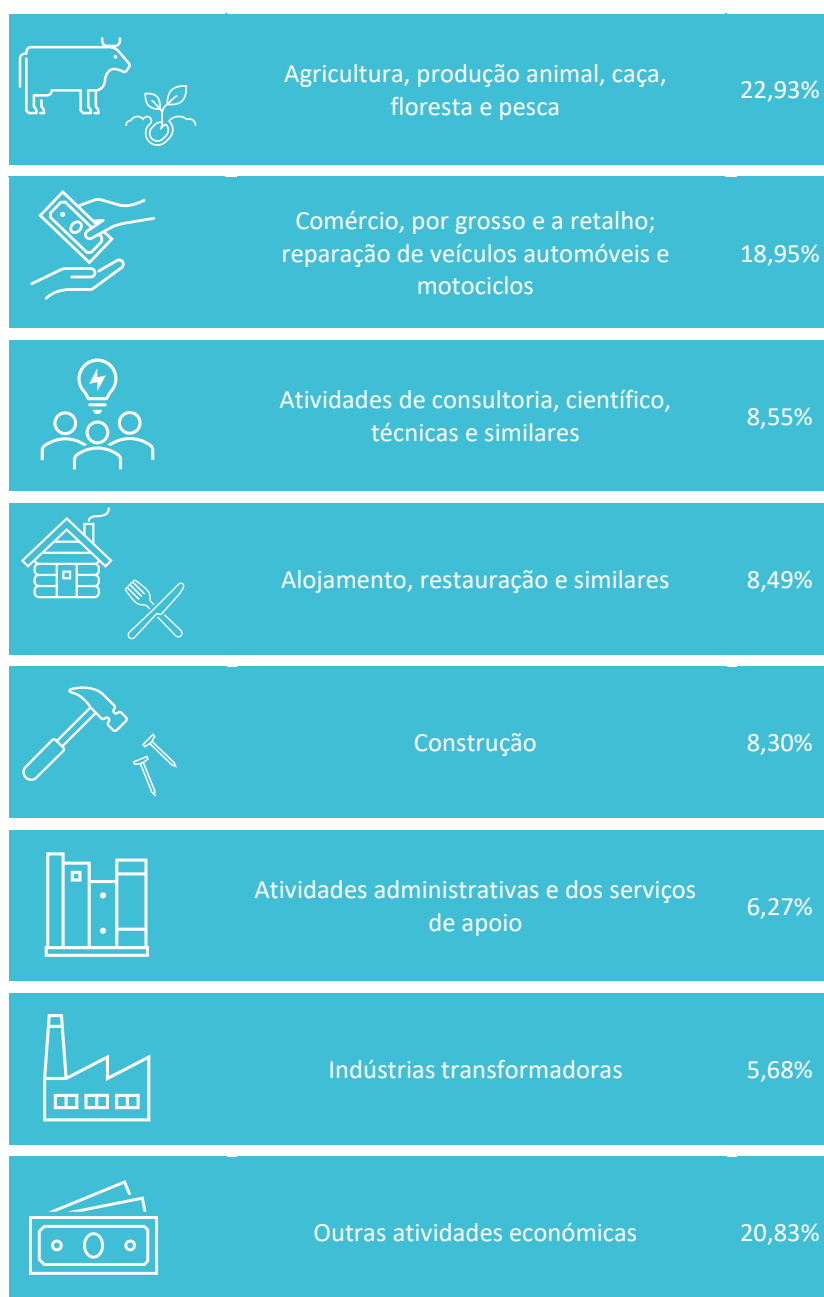 Agricultura, produção animal, caça,
floresta e pesca
22,93%
Comércio, por grosso e a retalho;
reparação de veículos automóveis e
motociclos
18,95%
Atividades de consultoria, científico,
técnicas e similares
8,55%
Alojamento, restauração e similares
8,49%
Construção
8,30%
Atividades administrativas e dos serviços
de apoio
6,27%
Indústrias transformadoras
5,68%
Outras atividades económicas
20,83%